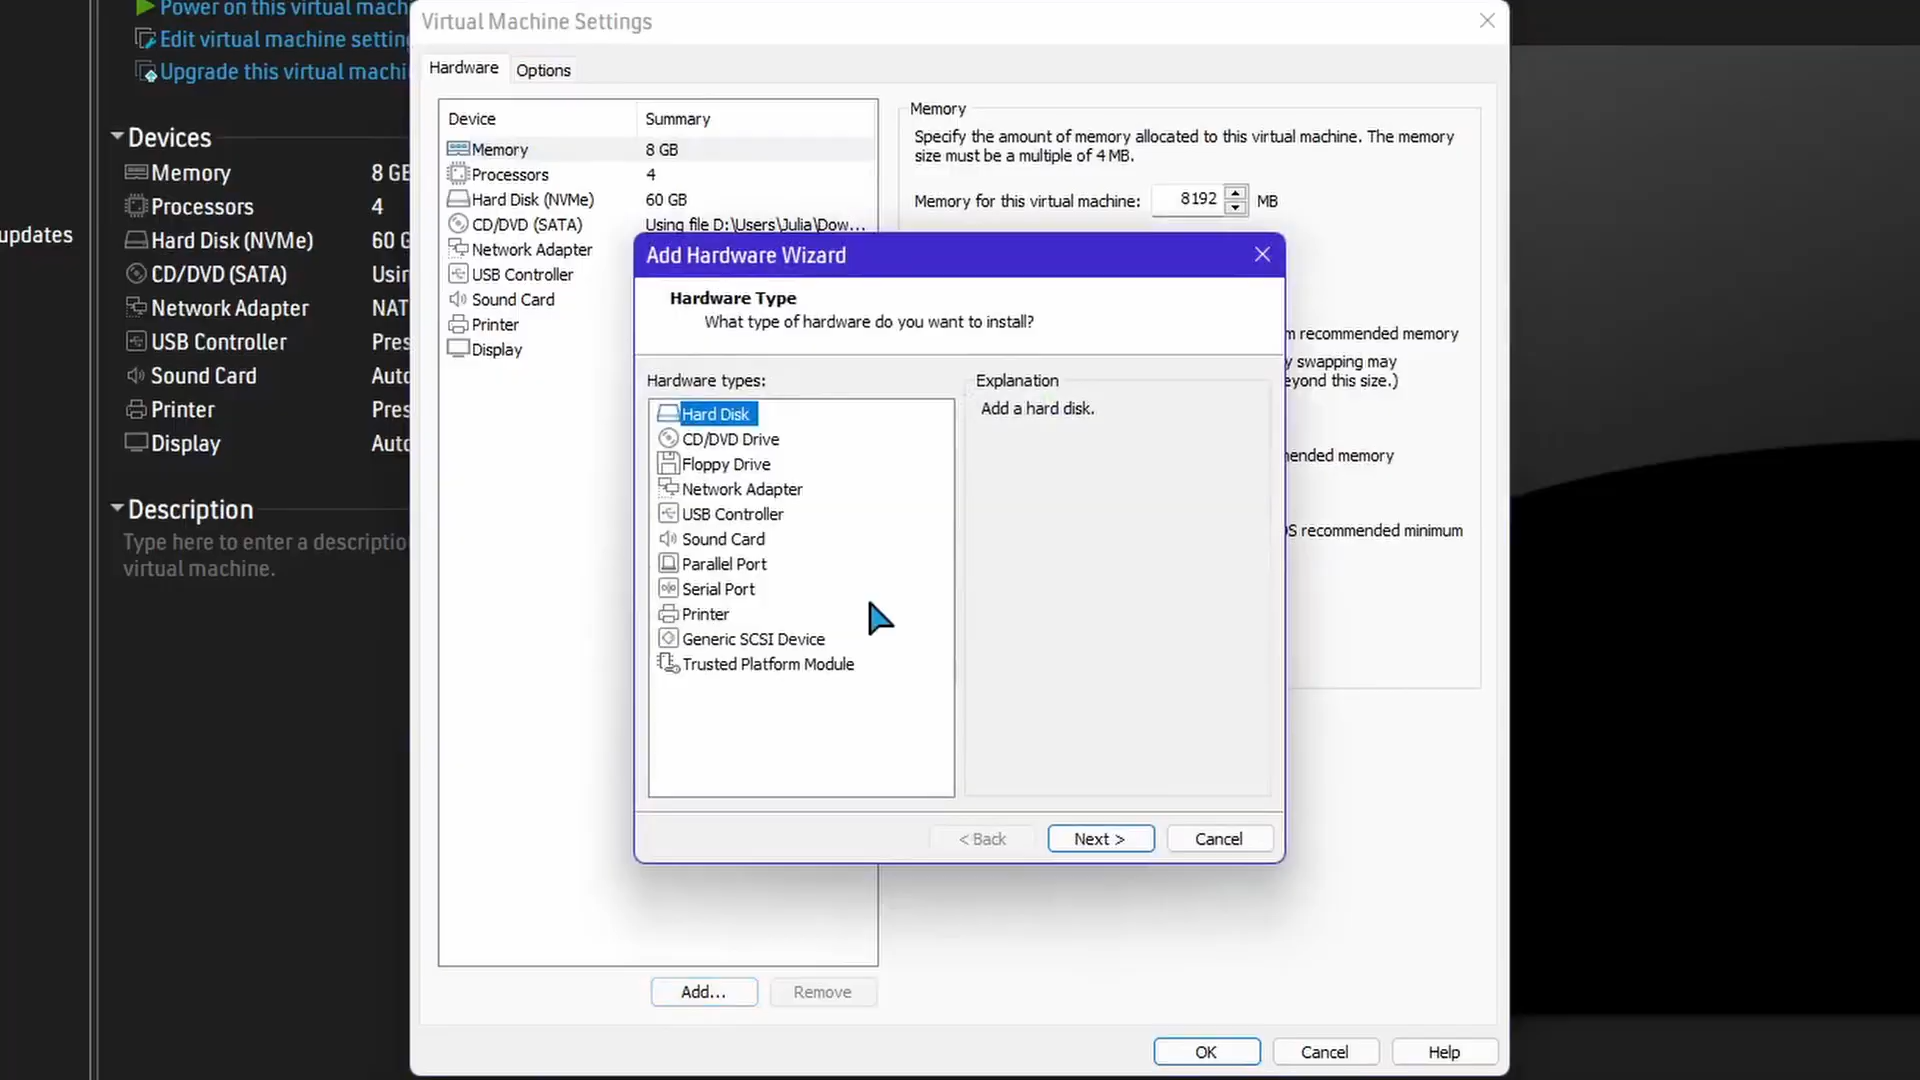 Power on this virtual mach
Edit virtual machine setting
Upgrade this virtual machi
updates
Devices
Memory 8 GB
Processors 4
Hard Disk (NVMe) 60 G
CD/DVD (SATA) Usin
Network Adapter NAT
USB Controller Pres
Sound Card Auto
Printer Pres
Display Auto
Description
Type here to enter a descriptio
virtual machine.
Virtual Machine Settings
Hardware Options
Device Summary
Memory 8 GB
Processors 4
Hard Disk (NVMe) 60 GB
CD/DVD (SATA) Using file D:\Users\Julia\Dow...
Network Adapter
USB Controller
Sound Card
Printer
Display
Memory
Specify the amount of memory allocated to this virtual machine. The memory
size must be a multiple of 4 MB.
Memory for this virtual machine: 8192 MB
m recommended memory
y swapping may
eyond this size.)
ended memory
S recommended minimum
Add Hardware Wizard
Hardware Type
What type of hardware do you want to install?
Hardware types:
Hard Disk
CD/DVD Drive
Floppy Drive
Network Adapter
USB Controller
Sound Card
Parallel Port
Serial Port
Printer
Generic SCSI Device
Trusted Platform Module
Explanation
Add a hard disk.
< Back Next > Cancel
Add... Remove
OK Cancel Help